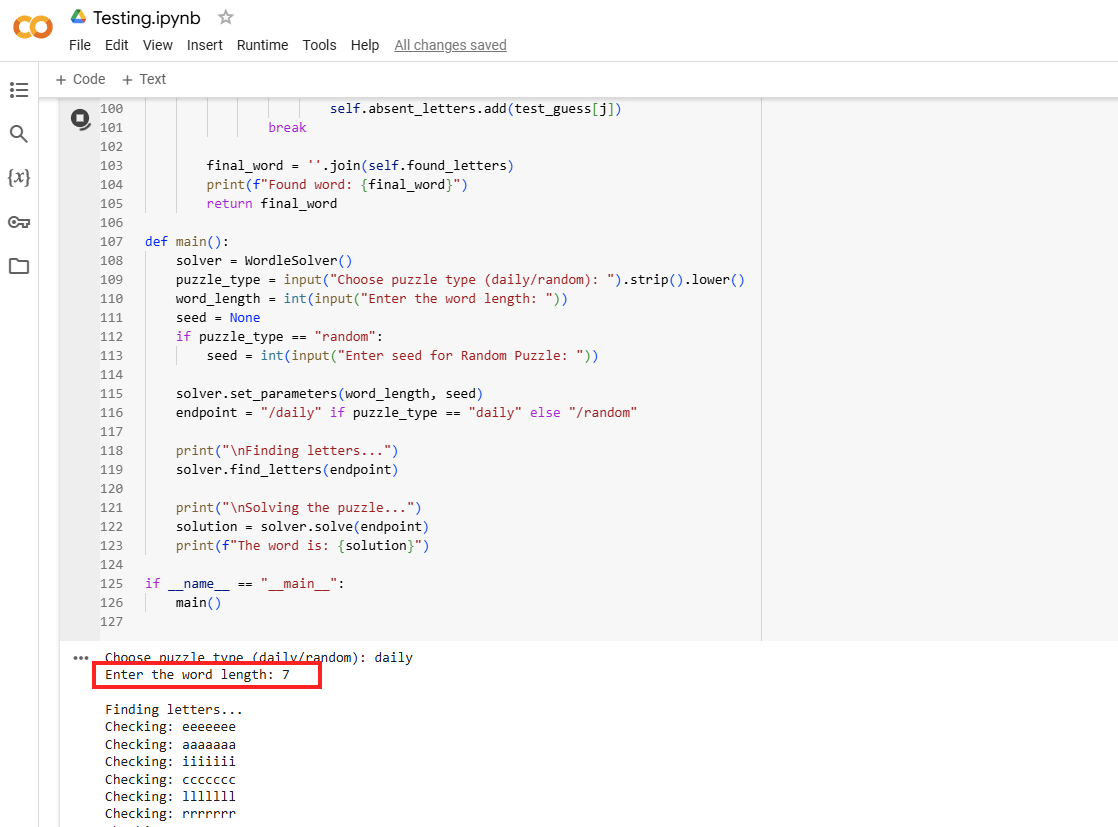 Testing.ipynb
File Edit View Insert Runtime Tools Help All changes saved
+ Code + Text
{x}
100 self.absent_letters.add(test_guess[j])
101 break
102
103 final_word = ''.join(self.found_letters)
104 print(f"Found word: {final_word}")
105 return final_word
106
107 def main():
108 solver = WordleSolver()
109 puzzle_type = input("Choose puzzle type (daily/random): ").strip().lower()
110 word_length = int(input("Enter the word length: "))
111 seed = None
112 if puzzle_type == "random":
113 seed = int(input("Enter seed for Random Puzzle: "))
114
115 solver.set_parameters(word_length, seed)
116 endpoint = "/daily" if puzzle_type == "daily" else "/random"
117
118 print("\nFinding letters...")
119 solver.find_letters(endpoint)
120
121 print("\nSolving the puzzle...")
122 solution = solver.solve(endpoint)
123 print(f"The word is: {solution}")
124
125 if __name__ == "__main__":
126 main()
127
Choose puzzle type (daily/random): daily
Enter the word length: 7
Finding letters...
Checking: eeeeeee
Checking: aaaaaaa
Checking: iiiiiii
Checking: ccccccc
Checking: lllllll
Checking: rrrrrrr